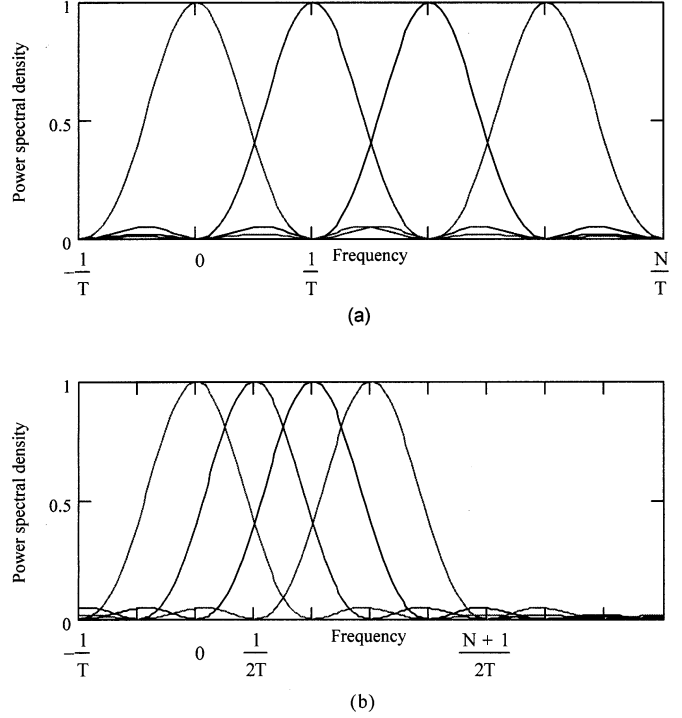 Power spectral density
1
0.5
0
Frequency
−1/T
0
1/T
N/T
(a)
Power spectral density
1
0.5
0
Frequency
−1/T
0
1/2T
N + 1/2T
(b)